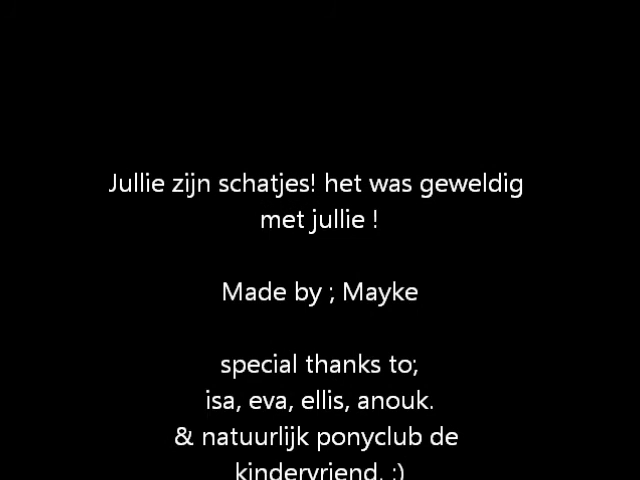 Jullie zijn schatjes! het was geweldig
met jullie !
Made by ; Mayke
special thanks to;
isa, eva, ellis, anouk.
& natuurlijk ponyclub de
kindervriend. :)